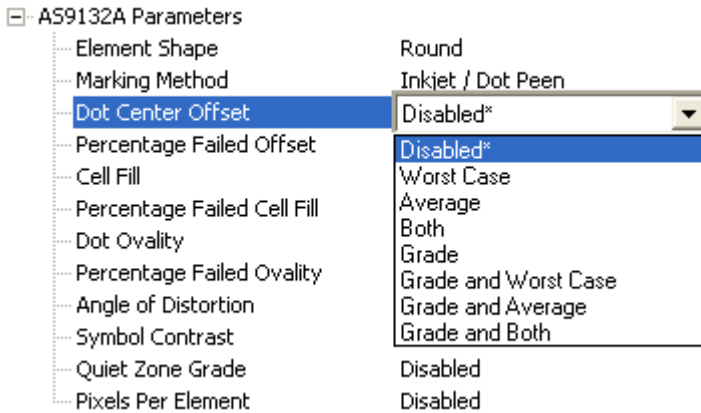 AS9132A Parameters
Element Shape Round
Marking Method Inkjet / Dot Peen
Dot Center Offset Disabled*
Percentage Failed Offset Disabled*
Cell Fill Worst Case
Percentage Failed Cell Fill Average
Dot Ovality Both
Grade
Percentage Failed Ovality Grade and Worst Case
Angle of Distortion Grade and Average
Symbol Contrast Grade and Both
Quiet Zone Grade Disabled
Pixels Per Element Disabled